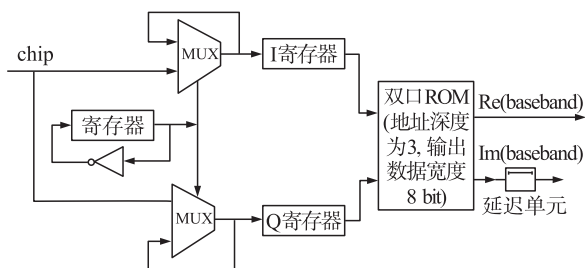 chip
MUX
I寄存器
寄存器
MUX
Q寄存器
双口ROM
(地址深度
为3, 输出
数据宽度
8 bit)
Re(baseband)
Im(baseband)
延迟单元